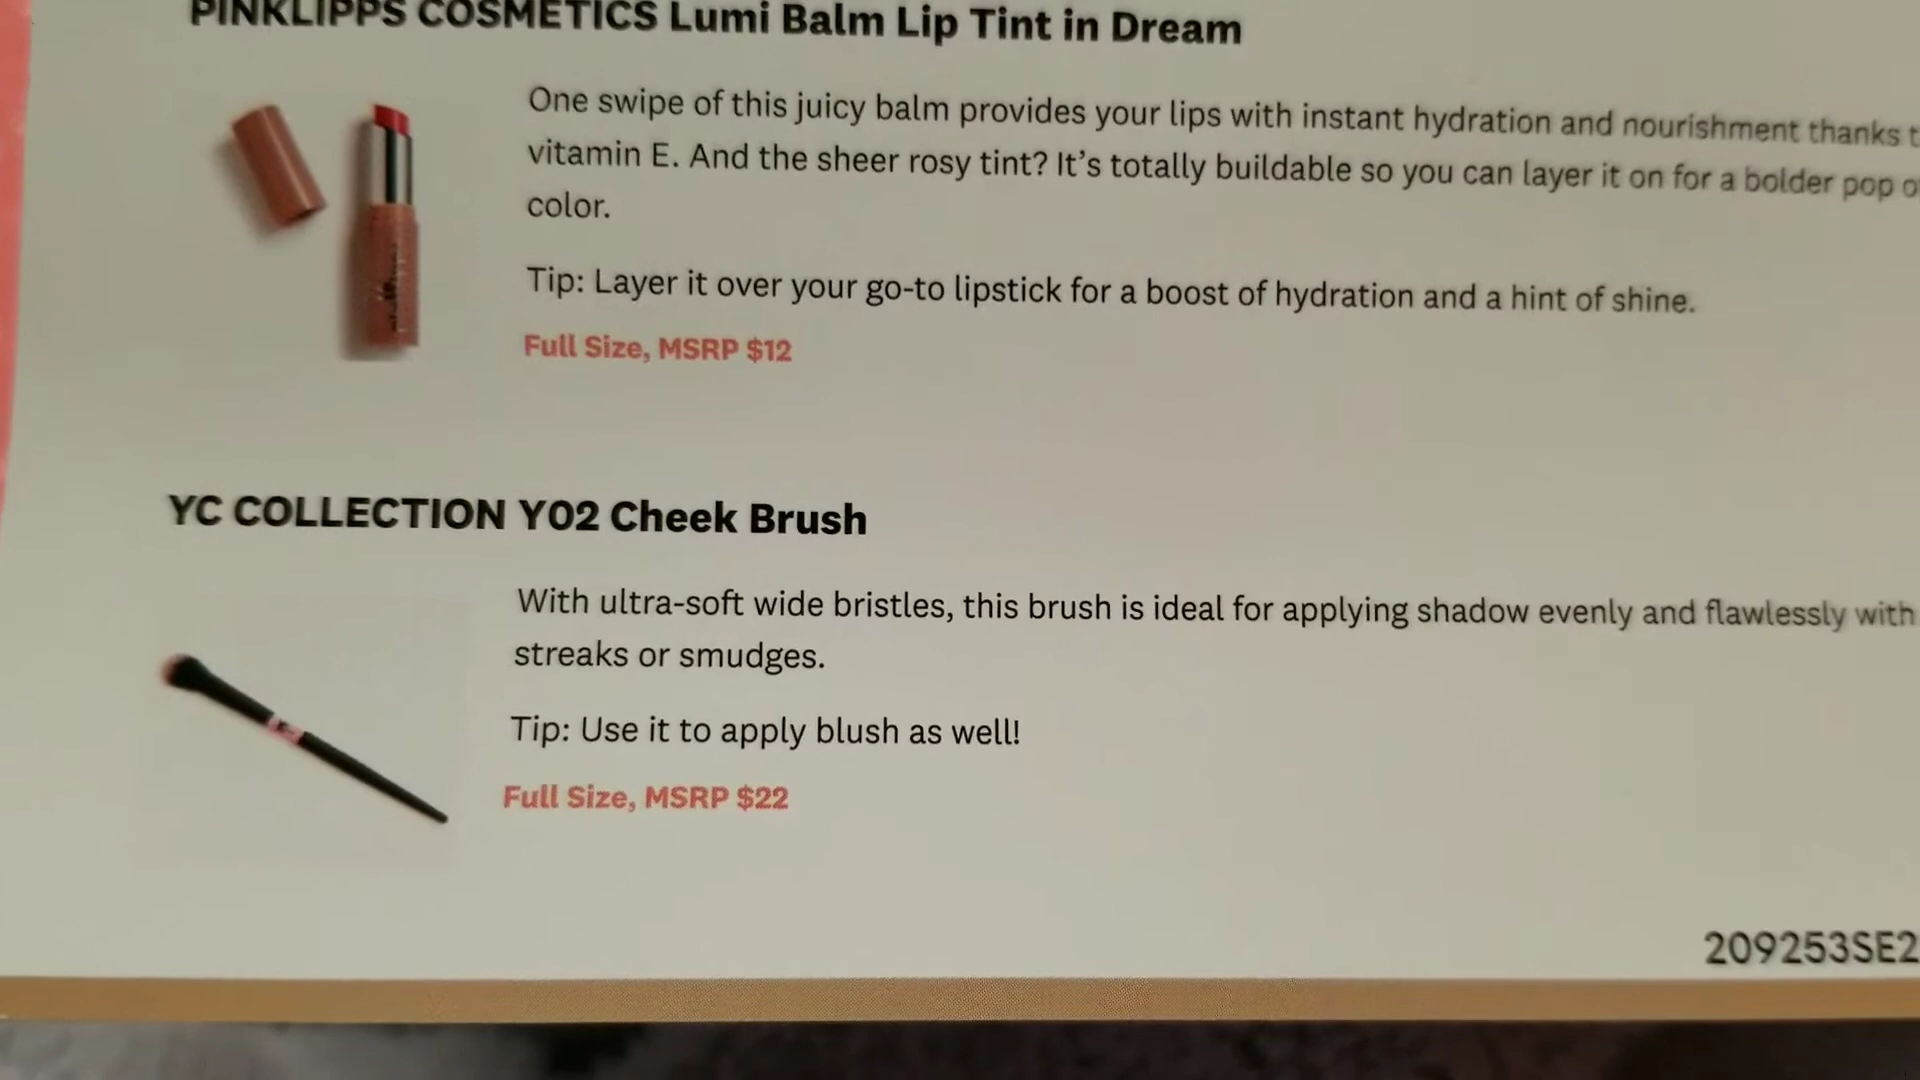 PINKLIPPS COSMETICS Lumi Balm Lip Tint in Dream
One swipe of this juicy balm provides your lips with instant hydration and nourishment thanks t
vitamin E. And the sheer rosy tint? It’s totally buildable so you can layer it on for a bolder pop o
color.
Tip: Layer it over your go-to lipstick for a boost of hydration and a hint of shine.
Full Size, MSRP $12
YC COLLECTION Y02 Cheek Brush
With ultra-soft wide bristles, this brush is ideal for applying shadow evenly and flawlessly with
streaks or smudges.
Tip: Use it to apply blush as well!
Full Size, MSRP $22
209253SE2